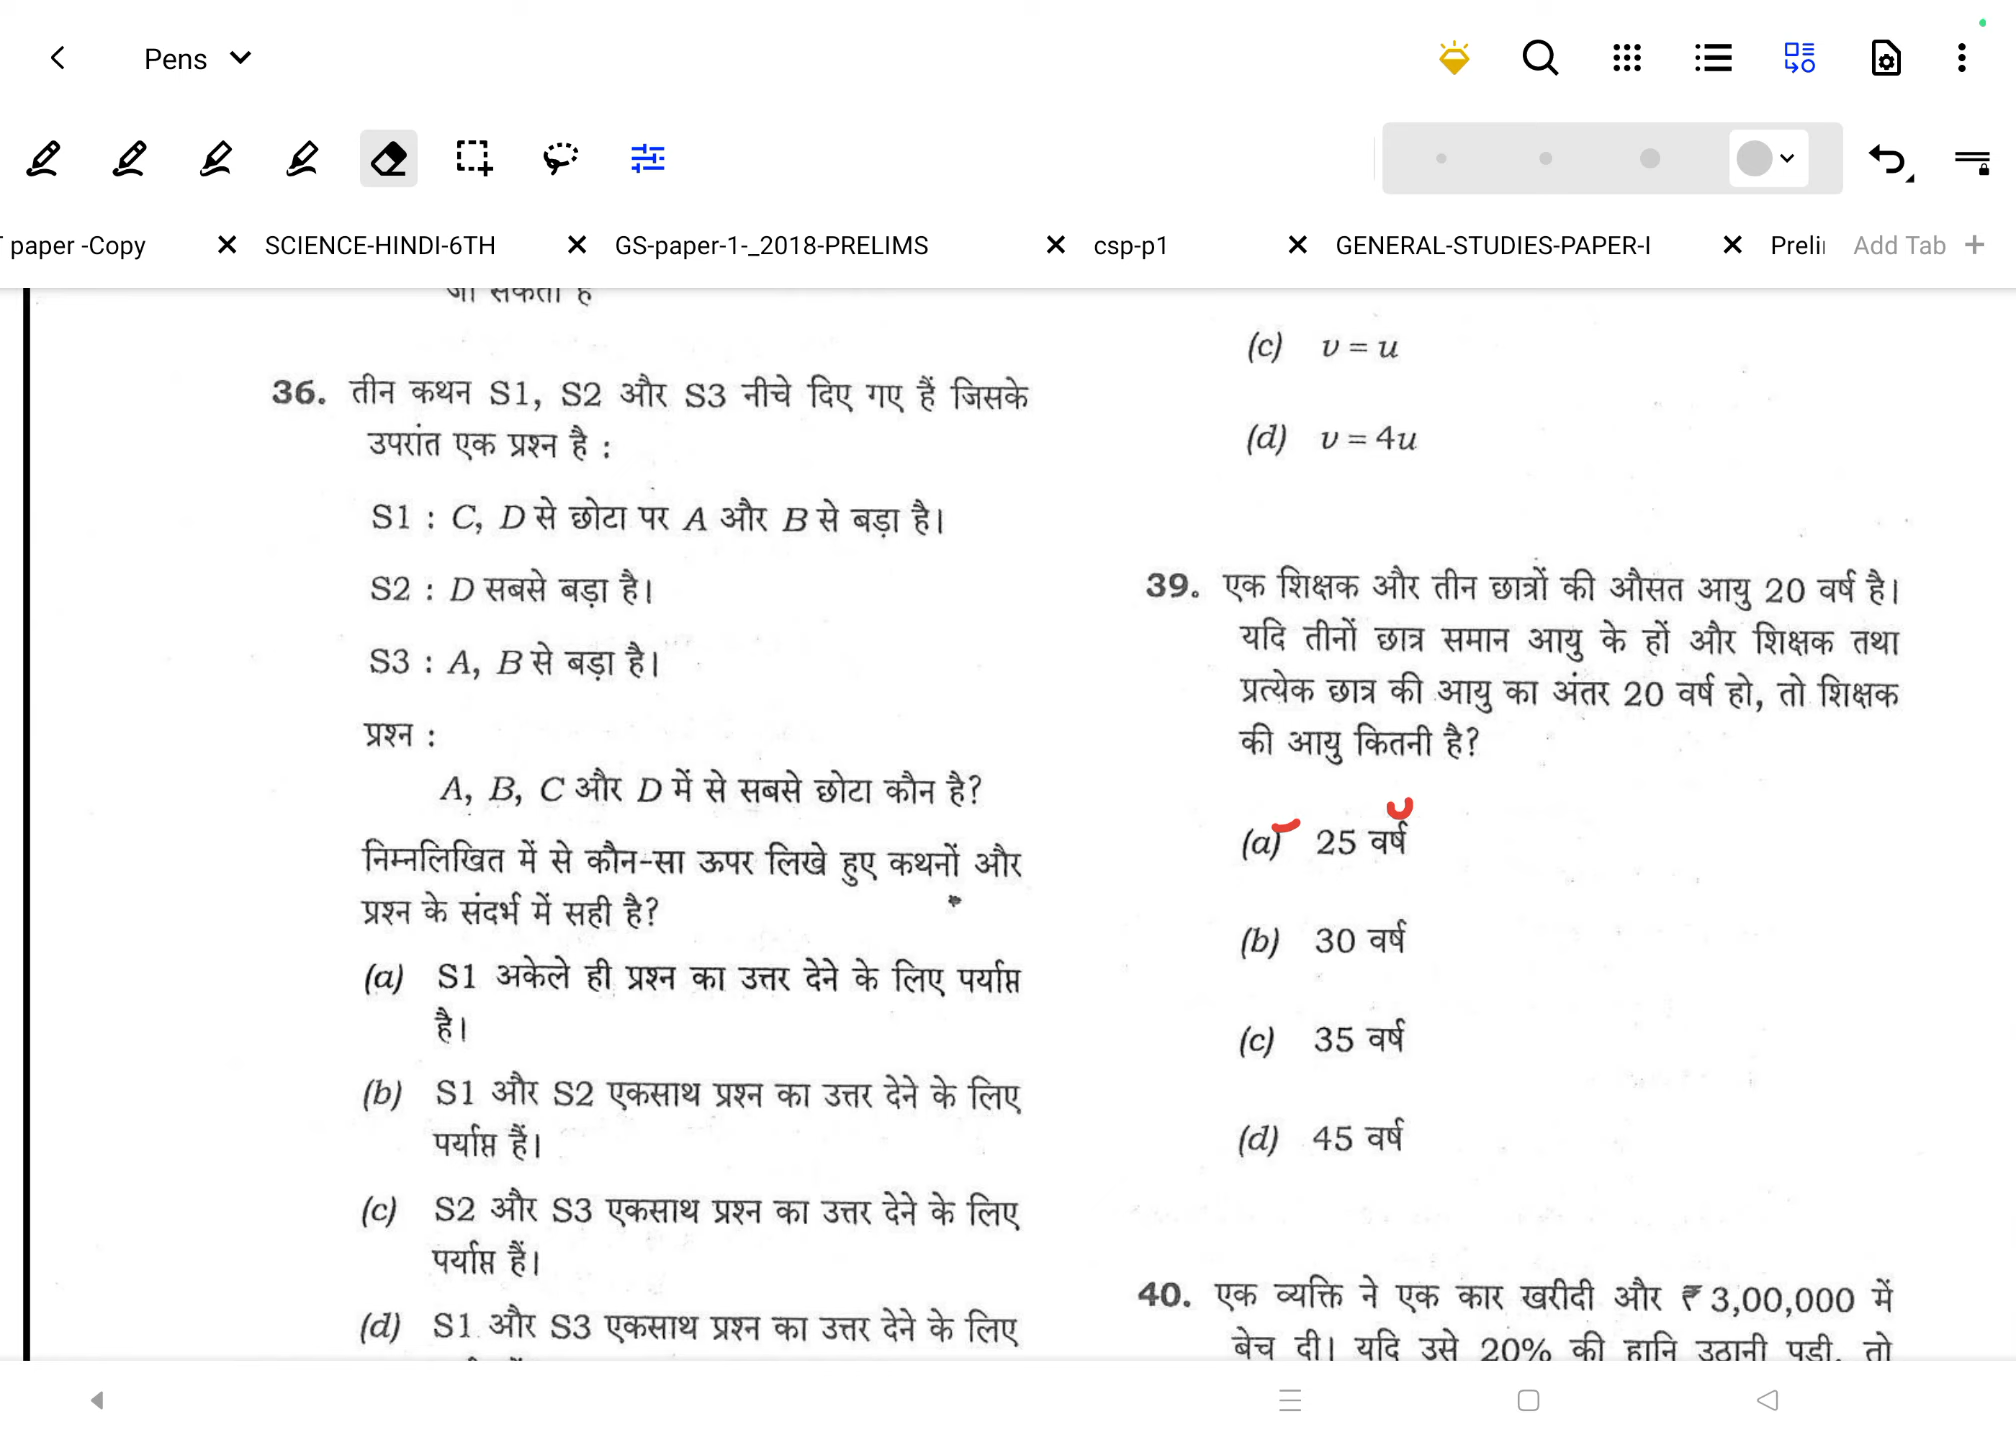 Pens
paper -Copy
SCIENCE-HINDI-6TH
GS-paper-1-_2018-PRELIMS
csp-p1
GENERAL-STUDIES-PAPER-I
Add Tab +
जा सकता है
36. तीन कथन S1, S2 और S3 नीचे दिए गए हैं जिसके
उपरांत एक प्रश्न है :
S1 : C, D से छोटा पर A और B से बड़ा है।
S2 : D सबसे बड़ा है।
S3 : A, B से बड़ा है।
प्रश्न :
A, B, C और D में से सबसे छोटा कौन है?
निम्नलिखित में से कौन-सा ऊपर लिखे हुए कथनों और
प्रश्न के संदर्भ में सही है?
(a) S1 अकेले ही प्रश्न का उत्तर देने के लिए पर्याप्त
है।
(b) S1 और S2 एकसाथ प्रश्न का उत्तर देने के लिए
पर्याप्त हैं।
(c) S2 और S3 एकसाथ प्रश्न का उत्तर देने के लिए
पर्याप्त हैं।
(d) S1 और S3 एकसाथ प्रश्न का उत्तर देने के लिए
(c) v = u
(d) v = 4u
39. एक शिक्षक और तीन छात्रों की औसत आयु 20 वर्ष है।
यदि तीनों छात्र समान आयु के हों और शिक्षक तथा
प्रत्येक छात्र की आयु का अंतर 20 वर्ष हो, तो शिक्षक
की आयु कितनी है?
(a) 25 वर्ष
(b) 30 वर्ष
(c) 35 वर्ष
(d) 45 वर्ष
40. एक व्यक्ति ने एक कार खरीदी और ₹ 3,00,000 में
बेच दी। यदि उसे 20% की हानि उठानी पड़ी, तो